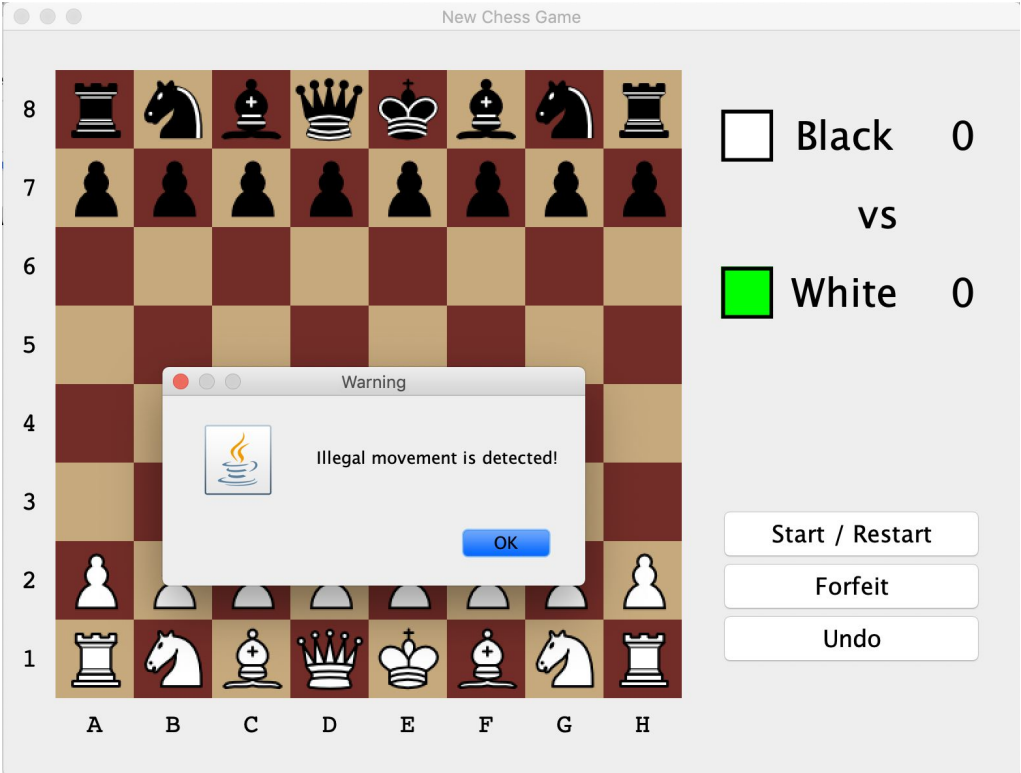 New Chess Game
8
7
6
5
4
3
2
1
A B C D E F G H
Black 0
vs
White 0
Warning
Illegal movement is detected!
OK
Start / Restart
Forfeit
Undo